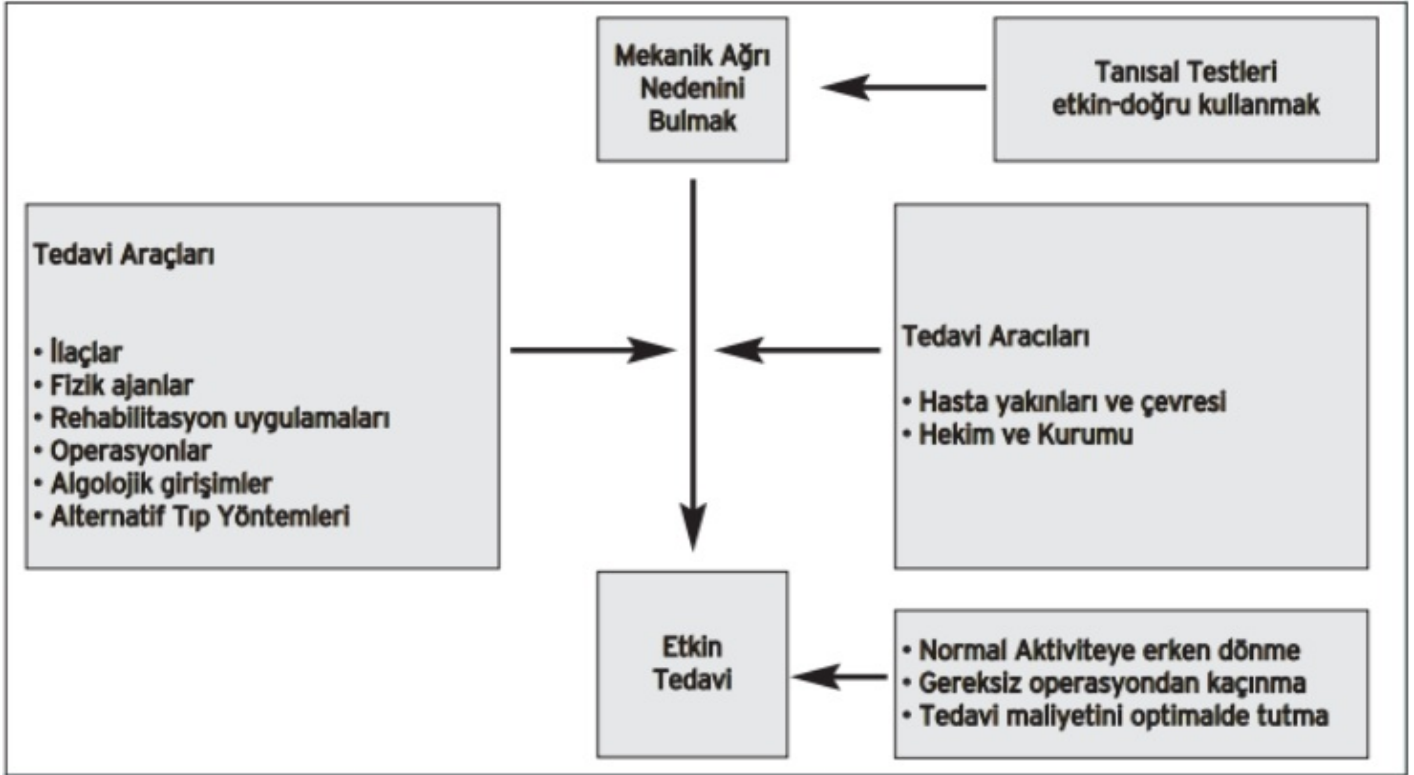 Mekanik Ağrı
Nedenini
Bulmak
Tanısal Testleri
etkin-doğru kullanmak
Tedavi Araçları
• İlaçlar
• Fizik ajanlar
• Rehabilitasyon uygulamaları
• Operasyonlar
• Algolojik girişimler
• Alternatif Tıp Yöntemleri
Tedavi Aracıları
• Hasta yakınları ve çevresi
• Hekim ve Kurumu
Etkin
Tedavi
• Normal Aktiviteye erken dönme
• Gereksiz operasyondan kaçınma
• Tedavi maliyetini optimalde tutma